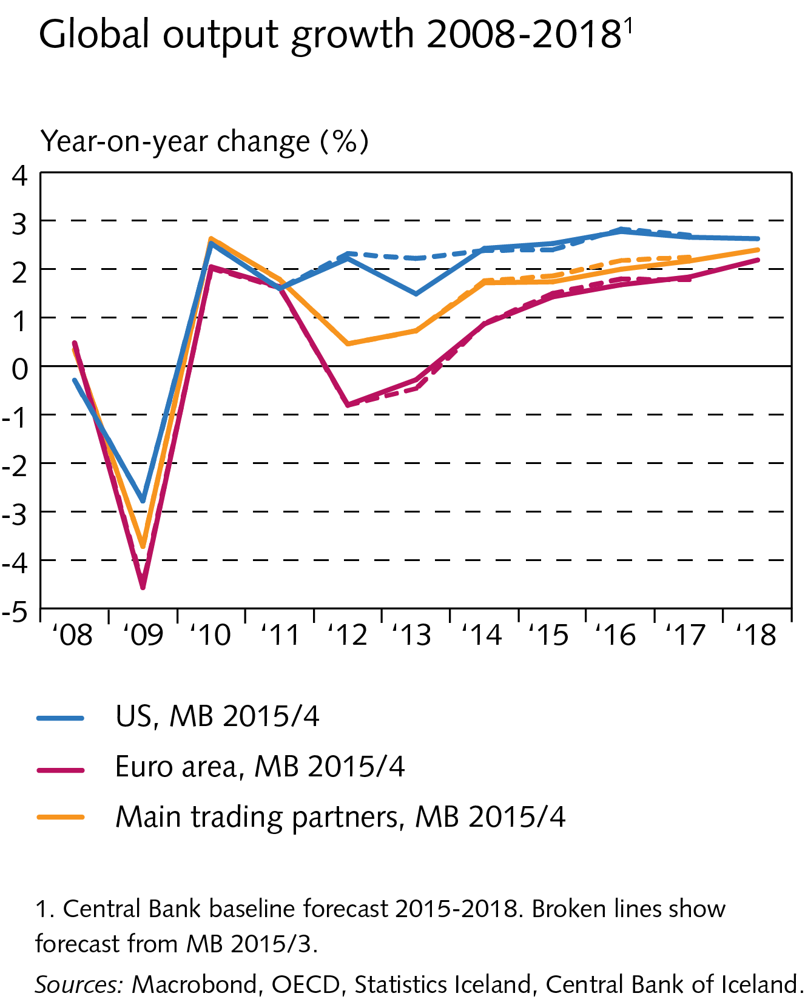 Global output growth 2008-2018¹
Year-on-year change (%)
4
3
2
1
0
-1
-2
-3
-4
-5
‘08 ‘09 ‘10 ‘11 ‘12 ‘13 ‘14 ‘15 ‘16 ‘17 ‘18
US, MB 2015/4
Euro area, MB 2015/4
Main trading partners, MB 2015/4
1. Central Bank baseline forecast 2015-2018. Broken lines show
forecast from MB 2015/3.
Sources: Macrobond, OECD, Statistics Iceland, Central Bank of Iceland.